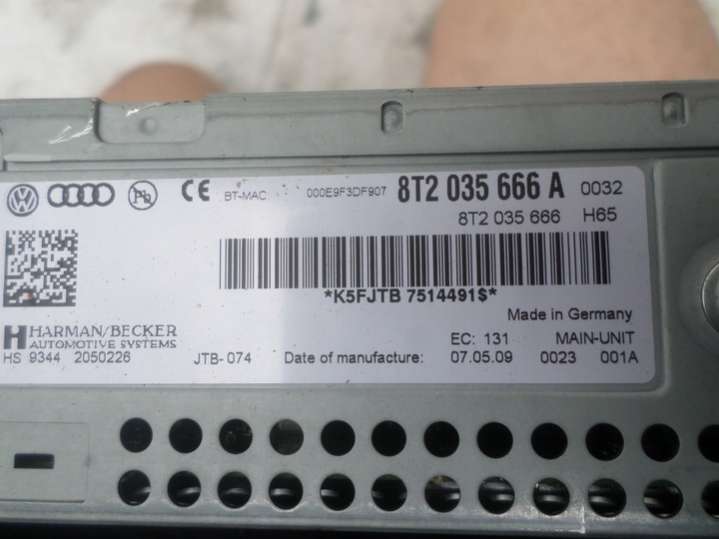 CE BT-MAC 000E9F3DF907 8T2 035 666 A 0032
8T2 035 666 H65
*K5FJTB 7514491$*
Made in Germany
HARMAN/BECKER
AUTOMOTIVE SYSTEMS
EC: 131 MAIN-UNIT
HS 9344 2050226 JTB-074 Date of manufacture: 07.05.09 0023 001A